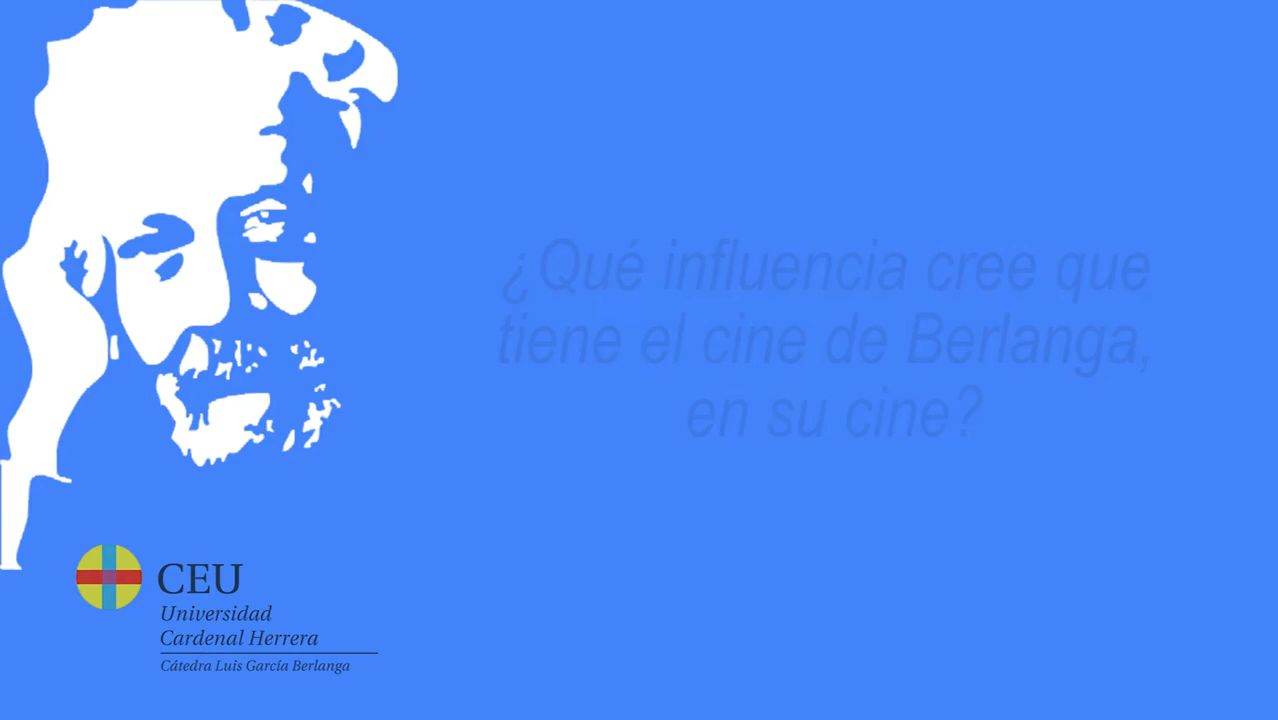 ¿Qué influencia cree que
tiene el cine de Berlanga,
en su cine?
CEU
Universidad
Cardenal Herrera
Cátedra Luis García Berlanga